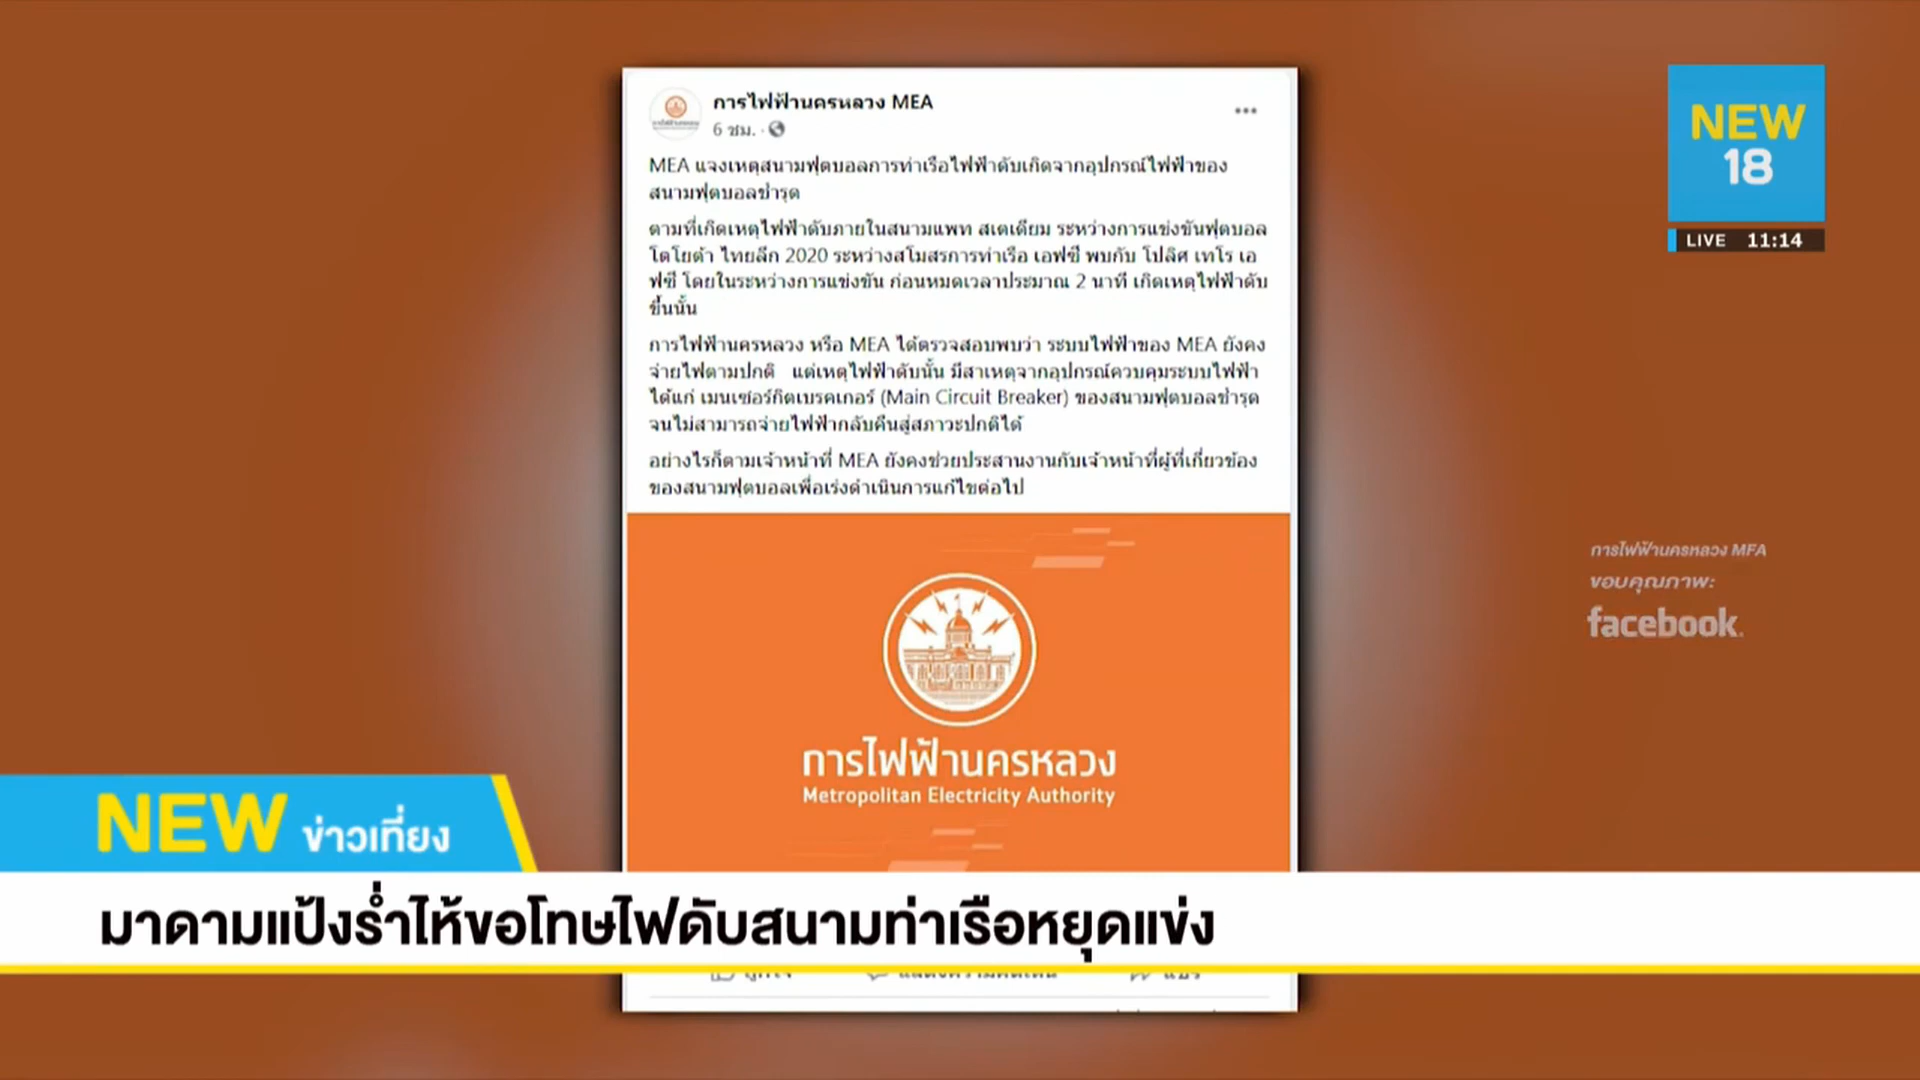 การไฟฟ้านครหลวง MEA
6 ชม.
MEA แจงเหตุสนามฟุตบอลการท่าเรือไฟฟ้าดับเกิดจากอุปกรณ์ไฟฟ้าของ
สนามฟุตบอลชำรุด
ตามที่เกิดเหตุไฟฟ้าดับภายในสนามแพท สเตเดียม ระหว่างการแข่งขันฟุตบอล
โตโยต้า ไทยลีก 2020 ระหว่างสโมสรการท่าเรือ เอฟซี พบกับ โปลิศ เทโร เอ
ฟซี โดยในระหว่างการแข่งขัน ก่อนหมดเวลาประมาณ 2 นาที เกิดเหตุไฟฟ้าดับ
ขึ้นนั้น
การไฟฟ้านครหลวง หรือ MEA ได้ตรวจสอบพบว่า ระบบไฟฟ้าของ MEA ยังคง
จ่ายไฟตามปกติ แต่เหตุไฟฟ้าดับนั้น มีสาเหตุจากอุปกรณ์ควบคุมระบบไฟฟ้า
ได้แก่ เมนเซอร์กิตเบรคเกอร์ (Main Circuit Breaker) ของสนามฟุตบอลชำรุด
จนไม่สามารถจ่ายไฟฟ้ากลับคืนสู่สภาวะปกติได้
อย่างไรก็ตามเจ้าหน้าที่ MEA ยังคงช่วยประสานงานกับเจ้าหน้าที่ผู้ที่เกี่ยวข้อง
ของสนามฟุตบอลเพื่อเร่งดำเนินการแก้ไขต่อไป
การไฟฟ้านครหลวง
Metropolitan Electricity Authority
NEW
18
LIVE 11:14
การไฟฟ้านครหลวง MFA
ขอบคุณภาพ:
facebook.
NEW ข่าวเที่ยง
มาดามแป้งร่ำไห้ขอโทษไฟดับสนามท่าเรือหยุดแข่ง